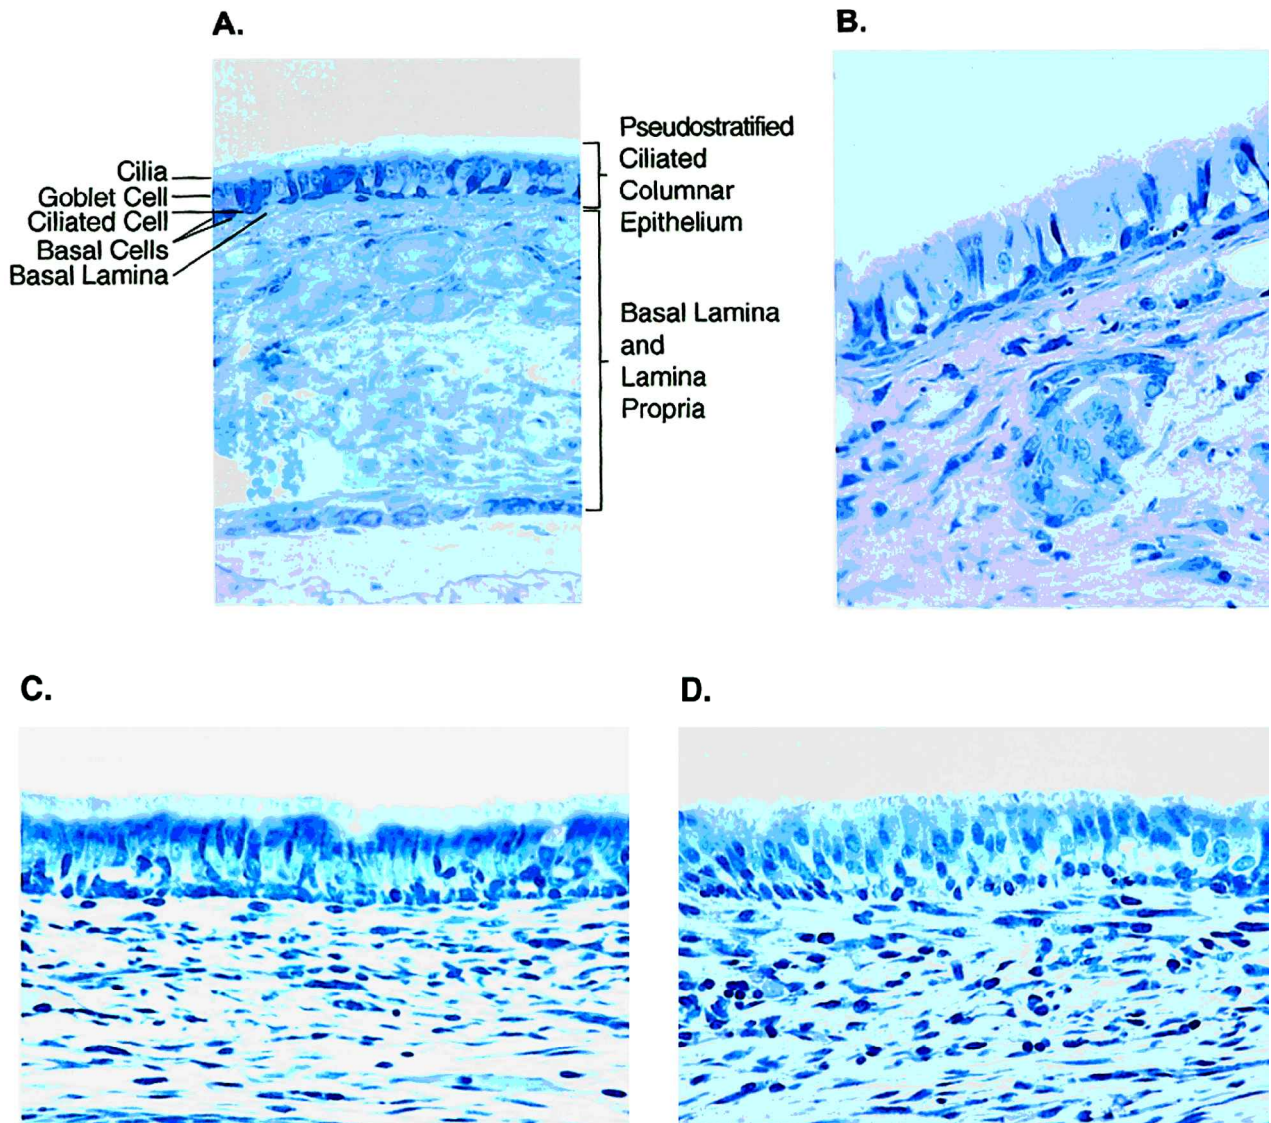 A.
B.
Cilia
Goblet Cell
Ciliated Cell
Basal Cells
Basal Lamina
Pseudostratified
Ciliated
Columnar
Epithelium
Basal Lamina
and
Lamina
Propria
C.
D.